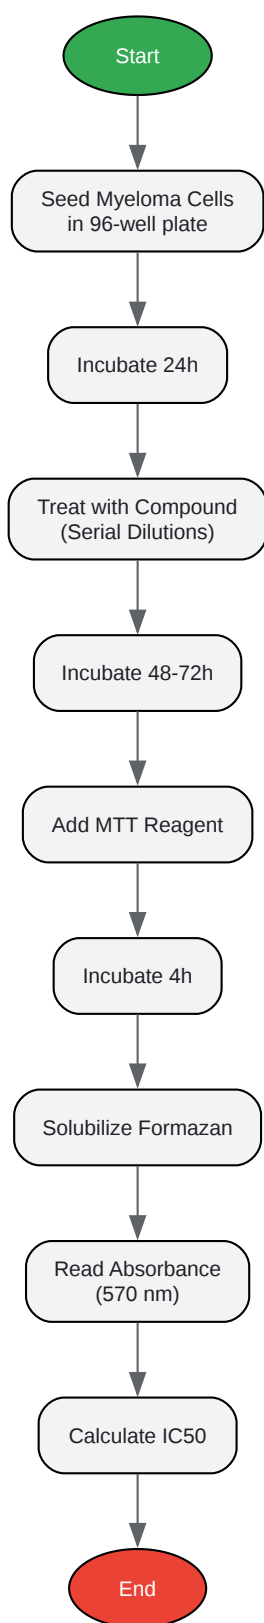 Start
Seed Myeloma Cells
in 96-well plate
Incubate 24h
Treat with Compound
(Serial Dilutions)
Incubate 48-72h
Add MTT Reagent
Incubate 4h
Solubilize Formazan
Read Absorbance
(570 nm)
Calculate IC50
End